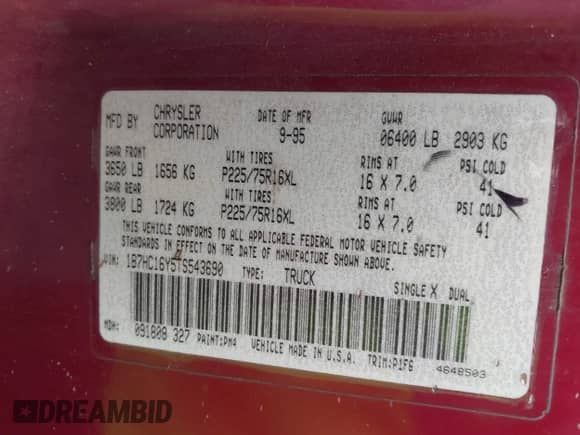 MFD BY CHRYSLER CORPORATION DATE OF MFR 9-95 GVWR 06400 LB 2903 KG
GAWR FRONT WITH TIRES RIMS AT PSI COLD
3650 LB 1656 KG P225/75R16XL 16 X 7.0 41
GAWR REAR WITH TIRES RIMS AT PSI COLD
3800 LB 1724 KG P225/75R16XL 16 X 7.0 41
THIS VEHICLE CONFORMS TO ALL APPLICABLE FEDERAL MOTOR VEHICLE SAFETY
STANDARDS IN EFFECT ON THE DATE OF MANUFACTURE SHOWN ABOVE.
VIN: 1B7HC16Y5TS543690 TYPE: TRUCK SINGLE X DUAL
MDH: 091808 327 PAINT:PM4 VEHICLE MADE IN U.S.A. TRIM:P1F6
4648503
DREAMBID